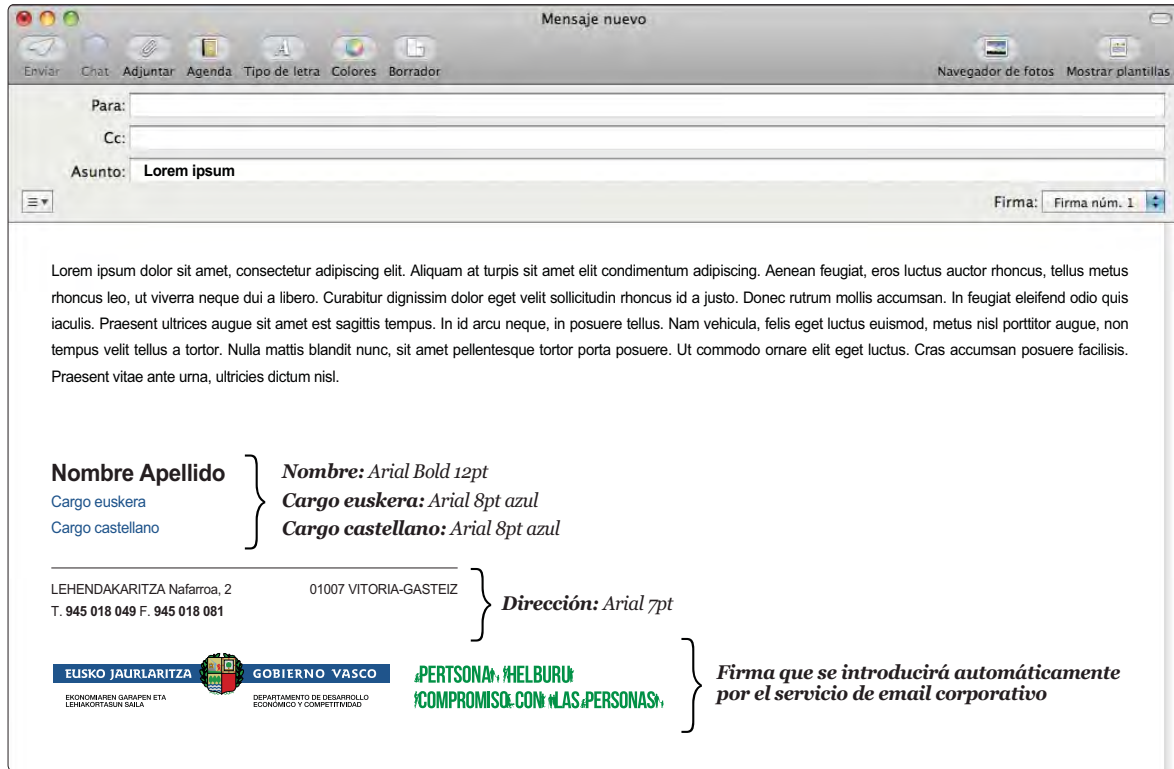 Mensaje nuevo
Enviar Chat Adjuntar Agenda Tipo de letra Colores Borrador Navegador de fotos Mostrar plantillas
Para:
Cc:
Asunto: Lorem ipsum
Firma: Firma núm. 1
Lorem ipsum dolor sit amet, consectetur adipiscing elit. Aliquam at turpis sit amet elit condimentum adipiscing. Aenean feugiat, eros luctus auctor rhoncus, tellus metus
rhoncus leo, ut viverra neque dui a libero. Curabitur dignissim dolor eget velit sollicitudin rhoncus id a justo. Donec rutrum mollis accumsan. In feugiat eleifend odio quis
iaculis. Praesent ultrices augue sit amet est sagittis tempus. In id arcu neque, in posuere tellus. Nam vehicula, felis eget luctus euismod, metus nisl porttitor augue, non
tempus velit tellus a tortor. Nulla mattis blandit nunc, sit amet pellentesque tortor porta posuere. Ut commodo ornare elit eget luctus. Cras accumsan posuere facilisis.
Praesent vitae ante urna, ultricies dictum nisl.
Nombre Apellido
Cargo euskera
Cargo castellano
Nombre: Arial Bold 12pt
Cargo euskera: Arial 8pt azul
Cargo castellano: Arial 8pt azul
LEHENDAKARITZA Nafarroa, 2 01007 VITORIA-GASTEIZ
T. 945 018 049 F. 945 018 081
Dirección: Arial 7pt
EUSKO JAURLARITZA GOBIERNO VASCO
EKONOMIAREN GARAPEN ETA
LEHIAKORTASUN SAILA
DEPARTAMENTO DE DESARROLLO
ECONÓMICO Y COMPETITIVIDAD
PERTSONA, HELBURU
COMPROMISO CON LAS PERSONAS
Firma que se introducirá automáticamente
por el servicio de email corporativo